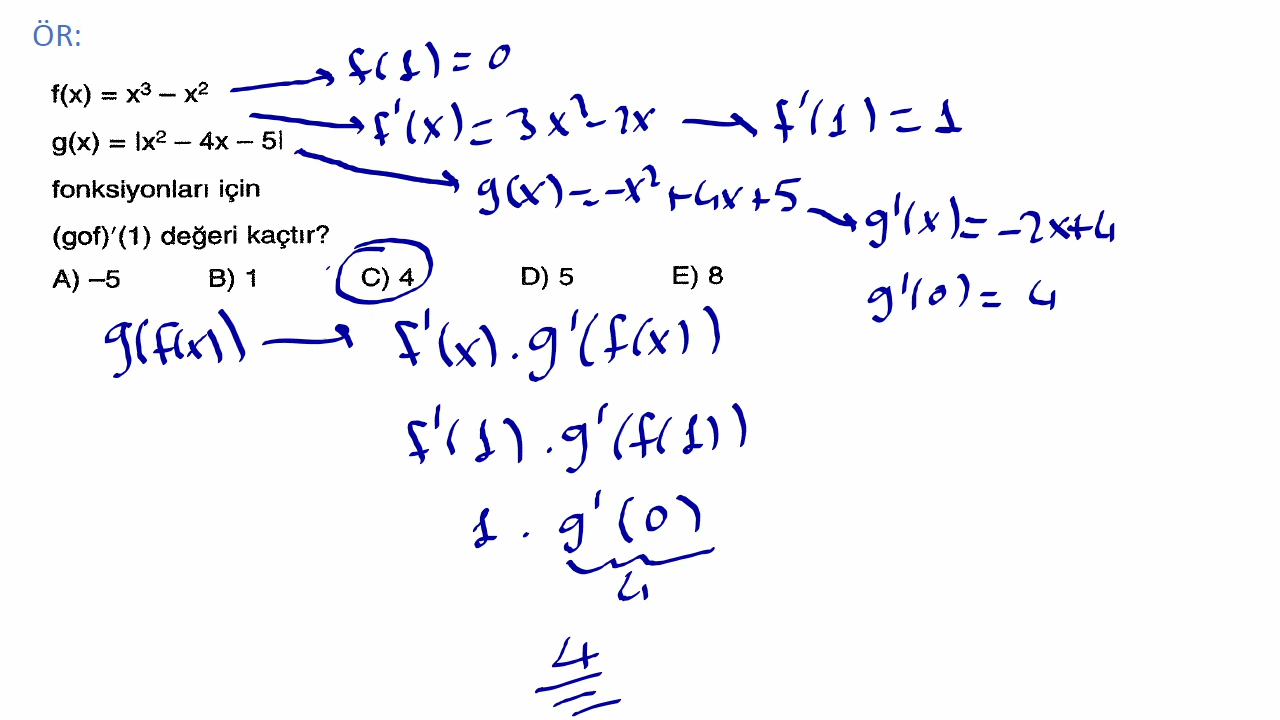 ÖR:
f(x) = x³ – x² → f(1) = 0
→ f'(x) = 3x² – 2x → f'(1) = 1
g(x) = |x² – 4x – 5| → g(x) = –x² + 4x + 5 → g'(x) = –2x+4
g'(0) = 4
fonksiyonları için
(gof)′(1) değeri kaçtır?
A) –5 B) 1 C) 4 D) 5 E) 8
g(f(x)) → f'(x) . g'(f(x))
f'(1) . g'(f(1))
1 . g'(0)
4
4